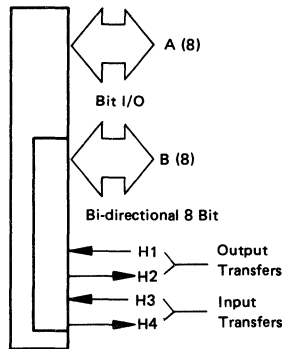 A (8)
Bit I/O
B (8)
Bi-directional 8 Bit
H1
Output
H2
Transfers
H3
Input
H4
Transfers